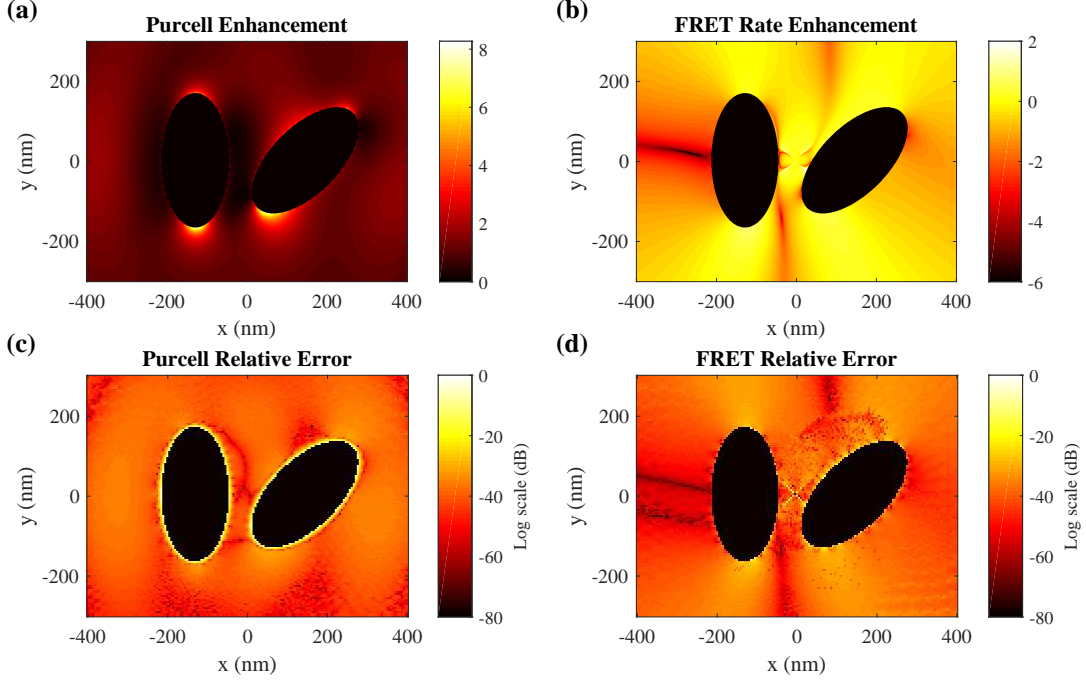 (a)
Purcell Enhancement
200
0
-200
-400
-200
0
200
400
x (nm)
y (nm)
8
6
4
2
0
(b)
FRET Rate Enhancement
200
0
-200
-400
-200
0
200
400
x (nm)
y (nm)
2
0
-2
-4
-6
(c)
Purcell Relative Error
200
0
-200
-400
-200
0
200
400
x (nm)
y (nm)
0
-20
-40
-60
-80
Log scale (dB)
(d)
FRET Relative Error
200
0
-200
-400
-200
0
200
400
x (nm)
y (nm)
0
-20
-40
-60
-80
Log scale (dB)